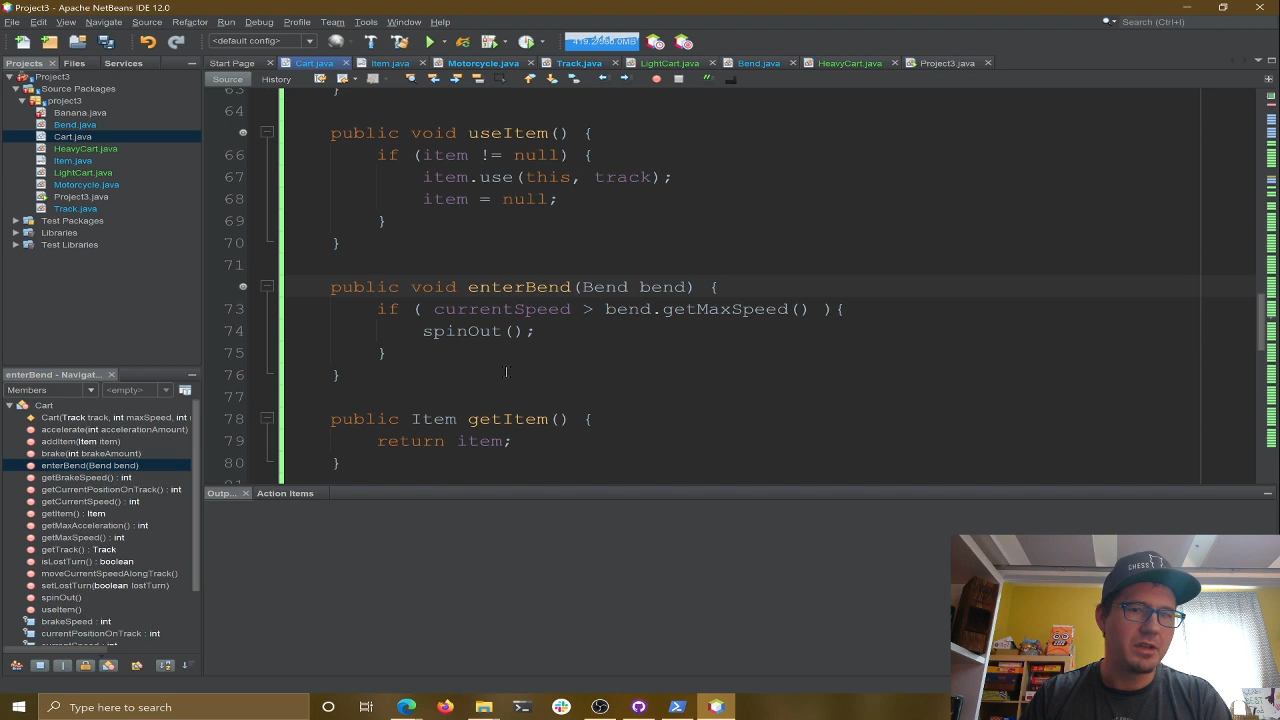 Project3 - Apache NetBeans IDE 12.0
File Edit View Navigate Source Refactor Run Debug Profile Team Tools Window Help
Search (Ctrl+I)
<default config>
Projects Files Services
Start Page Cart.java Item.java Motorcycle.java Track.java LightCart.java Bend.java HeavyCart.java Project3.java
Source History
Project3
Source Packages
project3
Banana.java
Bend.java
Cart.java
HeavyCart.java
Item.java
LightCart.java
Motorcycle.java
Project3.java
Track.java
Test Packages
Libraries
Test Libraries
63 }
64
public void useItem() {
66 if (item != null) {
67 item.use(this, track);
68 item = null;
69 }
70 }
71
public void enterBend(Bend bend) {
73 if ( currentSpeed > bend.getMaxSpeed() ){
74 spinOut();
75 }
76 }
77
78 public Item getItem() {
79 return item;
80 }
enterBend - Navigat...
Members <empty>
Cart
Cart(Track track, int maxSpeed, int
accelerate(int accelerationAmount)
addItem(Item item)
brake(int brakeAmount)
enterBend(Bend bend)
getBrakeSpeed() : int
getCurrentPositionOnTrack() : int
getCurrentSpeed() : int
getItem() : Item
getMaxAcceleration() : int
getMaxSpeed() : int
getTrack() : Track
isLostTurn() : boolean
moveCurrentSpeedAlongTrack()
setLostTurn(boolean lostTurn)
spinOut()
useItem()
brakeSpeed : int
currentPositionOnTrack : int
Outp... Action Items
CHESS
Type here to search